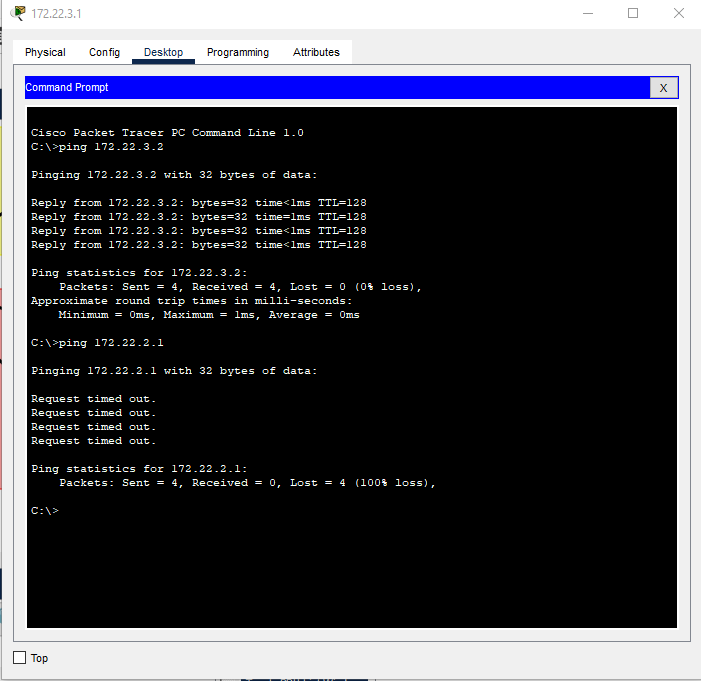 172.22.3.1
Physical Config Desktop Programming Attributes
Command Prompt X
Cisco Packet Tracer PC Command Line 1.0
C:\>ping 172.22.3.2
Pinging 172.22.3.2 with 32 bytes of data:
Reply from 172.22.3.2: bytes=32 time<1ms TTL=128
Reply from 172.22.3.2: bytes=32 time=1ms TTL=128
Reply from 172.22.3.2: bytes=32 time<1ms TTL=128
Reply from 172.22.3.2: bytes=32 time<1ms TTL=128
Ping statistics for 172.22.3.2:
Packets: Sent = 4, Received = 4, Lost = 0 (0% loss),
Approximate round trip times in milli-seconds:
Minimum = 0ms, Maximum = 1ms, Average = 0ms
C:\>ping 172.22.2.1
Pinging 172.22.2.1 with 32 bytes of data:
Request timed out.
Request timed out.
Request timed out.
Request timed out.
Ping statistics for 172.22.2.1:
Packets: Sent = 4, Received = 0, Lost = 4 (100% loss),
C:\>
Top